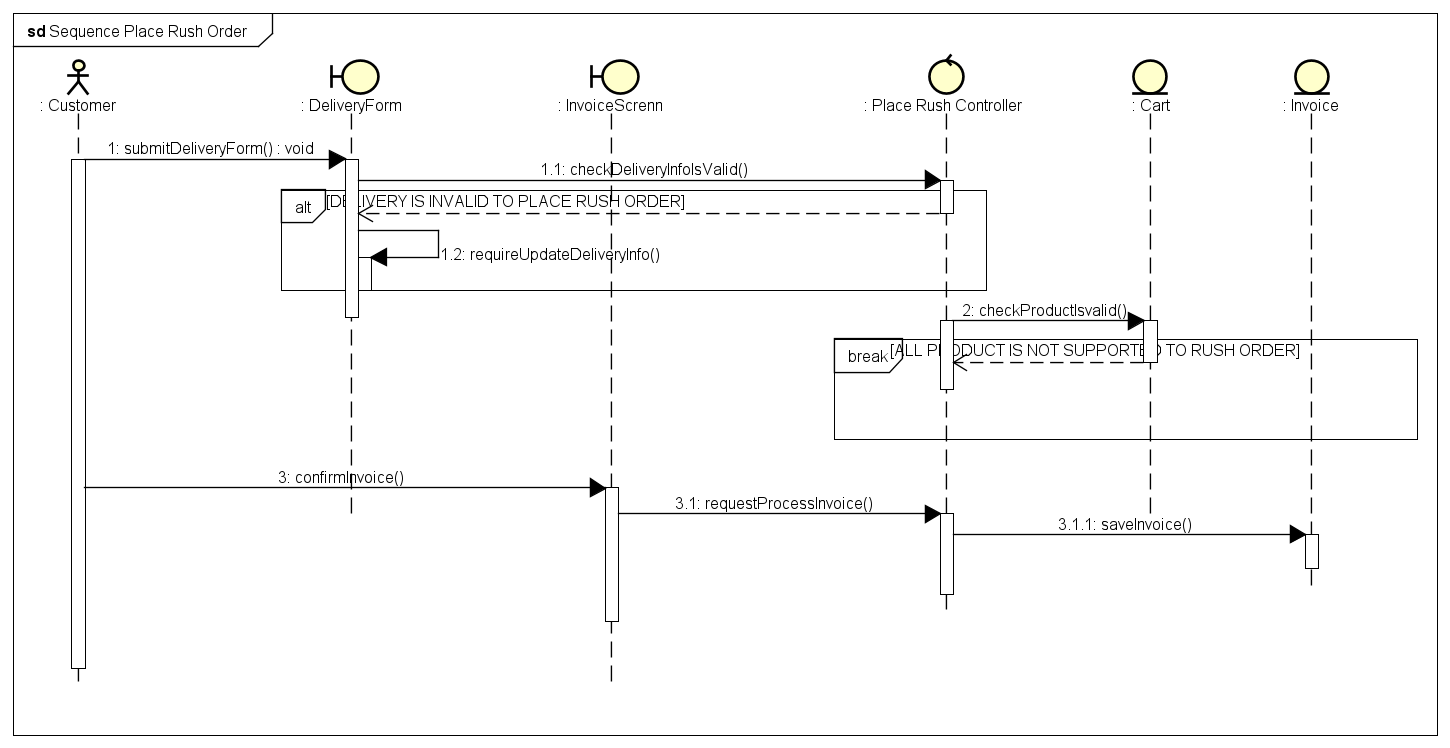 sd Sequence Place Rush Order
: Customer
: DeliveryForm
: InvoiceScrenn
: Place Rush Controller
: Cart
: Invoice
1: submitDeliveryForm() : void
1.1: checkDeliveryInfoIsValid()
alt
[DELIVERY IS INVALID TO PLACE RUSH ORDER]
1.2: requireUpdateDeliveryInfo()
2: checkProductIsvalid()
break
[ALL PRODUCT IS NOT SUPPORTED TO RUSH ORDER]
3: confirmInvoice()
3.1: requestProcessInvoice()
3.1.1: saveInvoice()